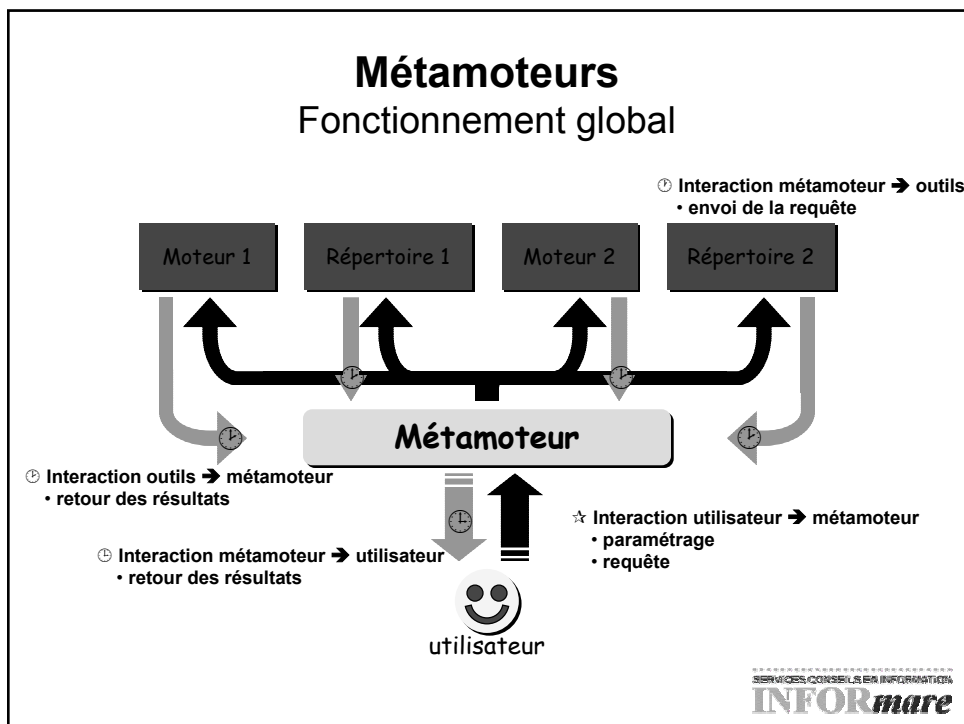 Métamoteurs
Fonctionnement global
🕐 Interaction métamoteur ➔ outils
• envoi de la requête
Moteur 1
Répertoire 1
Moteur 2
Répertoire 2
Métamoteur
🕑 Interaction outils ➔ métamoteur
• retour des résultats
☆ Interaction utilisateur ➔ métamoteur
• paramétrage
• requête
🕒 Interaction métamoteur ➔ utilisateur
• retour des résultats
utilisateur
SERVICES CONSEILS EN INFORMATION
INFORmare